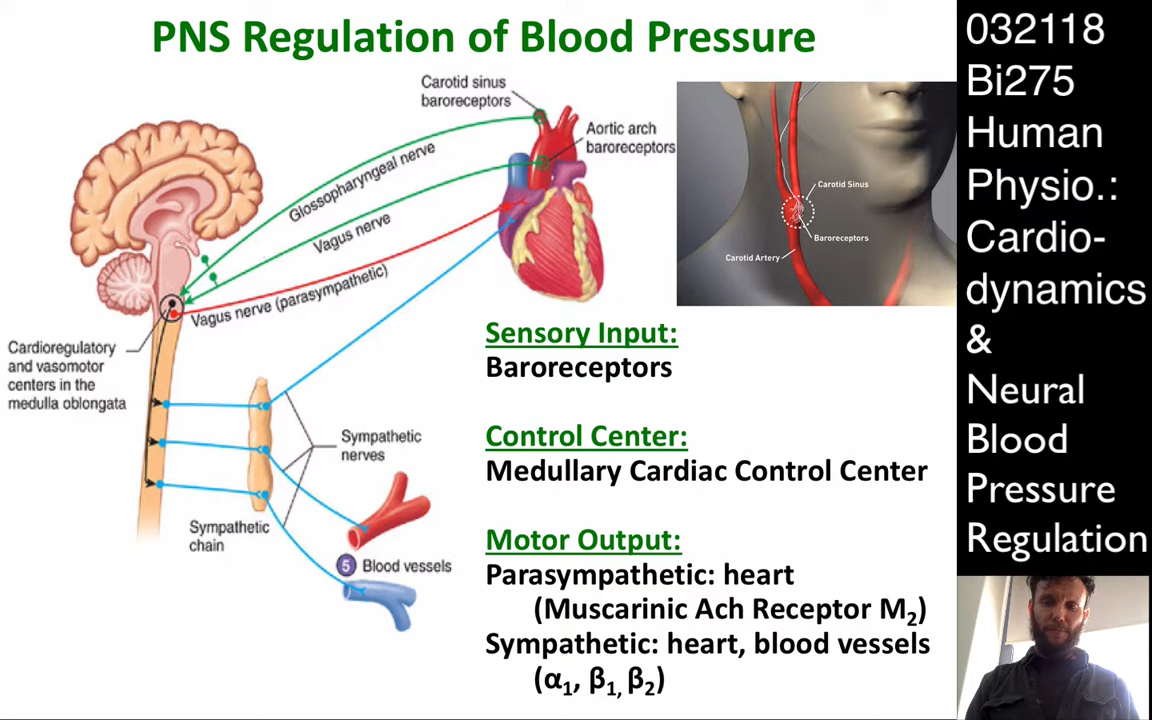 PNS Regulation of Blood Pressure
Carotid sinus
baroreceptors
Aortic arch
baroreceptors
Glossopharyngeal nerve
Vagus nerve
Vagus nerve (parasympathetic)
Cardioregulatory
and vasomotor
centers in the
medulla oblongata
Sympathetic
nerves
Sympathetic
chain
5 Blood vessels
Carotid Sinus
Baroreceptors
Carotid Artery
Sensory Input:
Baroreceptors
Control Center:
Medullary Cardiac Control Center
Motor Output:
Parasympathetic: heart
(Muscarinic Ach Receptor M₂)
Sympathetic: heart, blood vessels
(α₁, β₁, β₂)
032118
Bi275
Human
Physio.:
Cardio-
dynamics
&
Neural
Blood
Pressure
Regulation